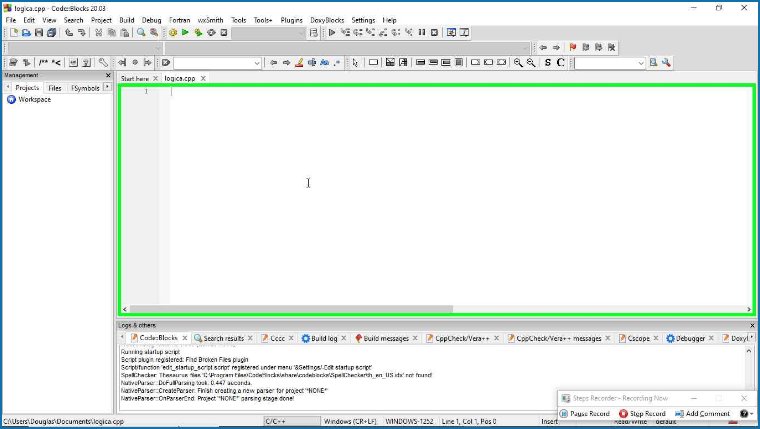 logica.cpp - Code::Blocks 20.03
File Edit View Search Project Build Debug Fortran wxSmith Tools Tools+ Plugins DoxyBlocks Settings Help
/** *<
S C
Management
Projects Files FSymbols
Workspace
Start here logica.cpp
1
Logs & others
Code::Blocks Search results Cccc Build log Build messages CppCheck/Vera++ CppCheck/Vera++ messages Cscope Debugger DoxyI
Running startup script
Script plugin registered: Find Broken Files plugin
Script/function 'edit_startup_script.script' registered under menu '&Settings/-Edit startup script'
SpellChecker: Thesaurus files 'C:\Program Files\CodeBlocks\share\codeblocks\SpellChecker\th_en_US.idx' not found!
NativeParser::DoFullParsing took: 0.447 seconds.
NativeParser::CreateParser: Finish creating a new parser for project '*NONE*'
NativeParser::OnParserEnd: Project '*NONE*' parsing stage done!
Steps Recorder - Recording Now
Pause Record Stop Record Add Comment
C:\Users\Douglas\Documents\logica.cpp C/C++ Windows (CR+LF) WINDOWS-1252 Line 1, Col 1, Pos 0 Insert Read/Write default